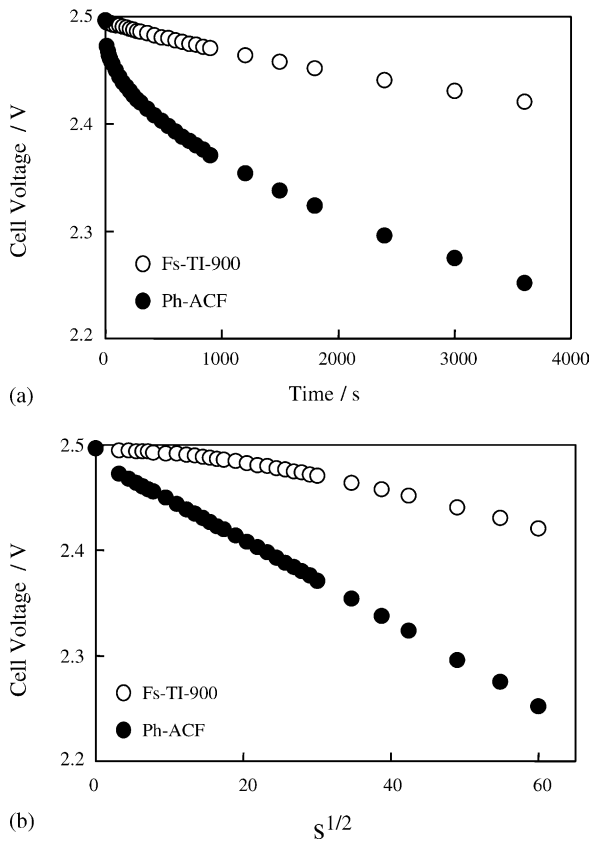 2.5
2.4
2.3
2.2
Cell Voltage / V
Fs-TI-900
Ph-ACF
0
1000
2000
3000
4000
Time / s
(a)
2.5
2.4
2.3
2.2
Cell Voltage / V
Fs-TI-900
Ph-ACF
0
20
40
60
S1/2
(b)